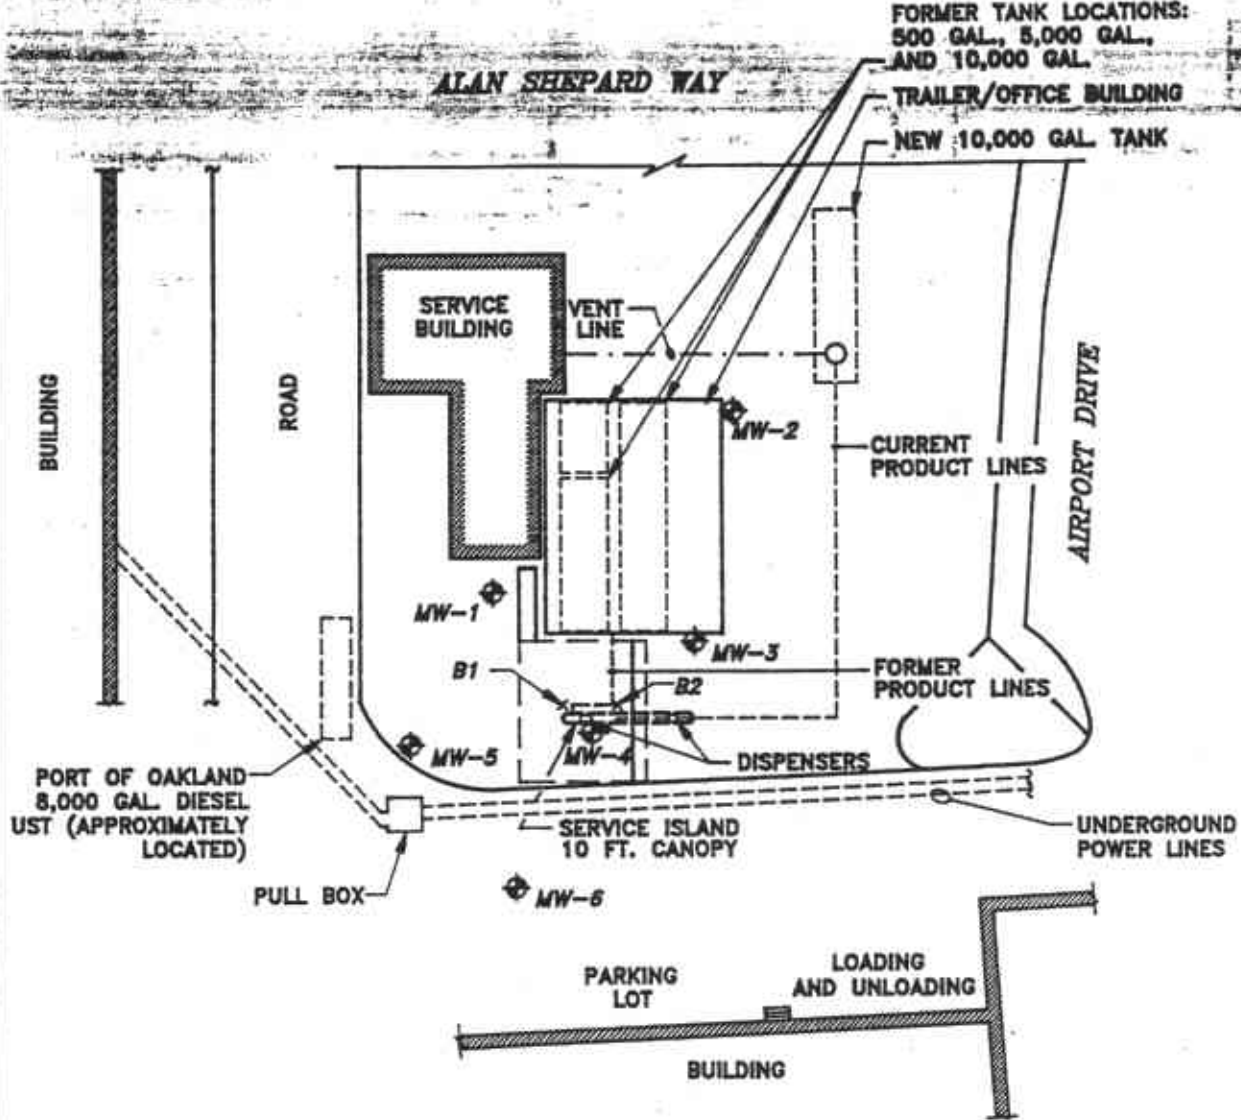 FORMER TANK LOCATIONS:
500 GAL., 5,000 GAL.,
AND 10,000 GAL.
ALAN SHEPARD WAY
TRAILER/OFFICE BUILDING
NEW 10,000 GAL. TANK
SERVICE
BUILDING
VENT
LINE
BUILDING
ROAD
AIRPORT DRIVE
MW-2
CURRENT
PRODUCT LINES
MW-1
MW-3
B1
B2
FORMER
PRODUCT LINES
MW-5
MW-4
DISPENSERS
PORT OF OAKLAND
8,000 GAL. DIESEL
UST (APPROXIMATELY
LOCATED)
SERVICE ISLAND
10 FT. CANOPY
UNDERGROUND
POWER LINES
PULL BOX
MW-6
PARKING
LOT
LOADING
AND UNLOADING
BUILDING